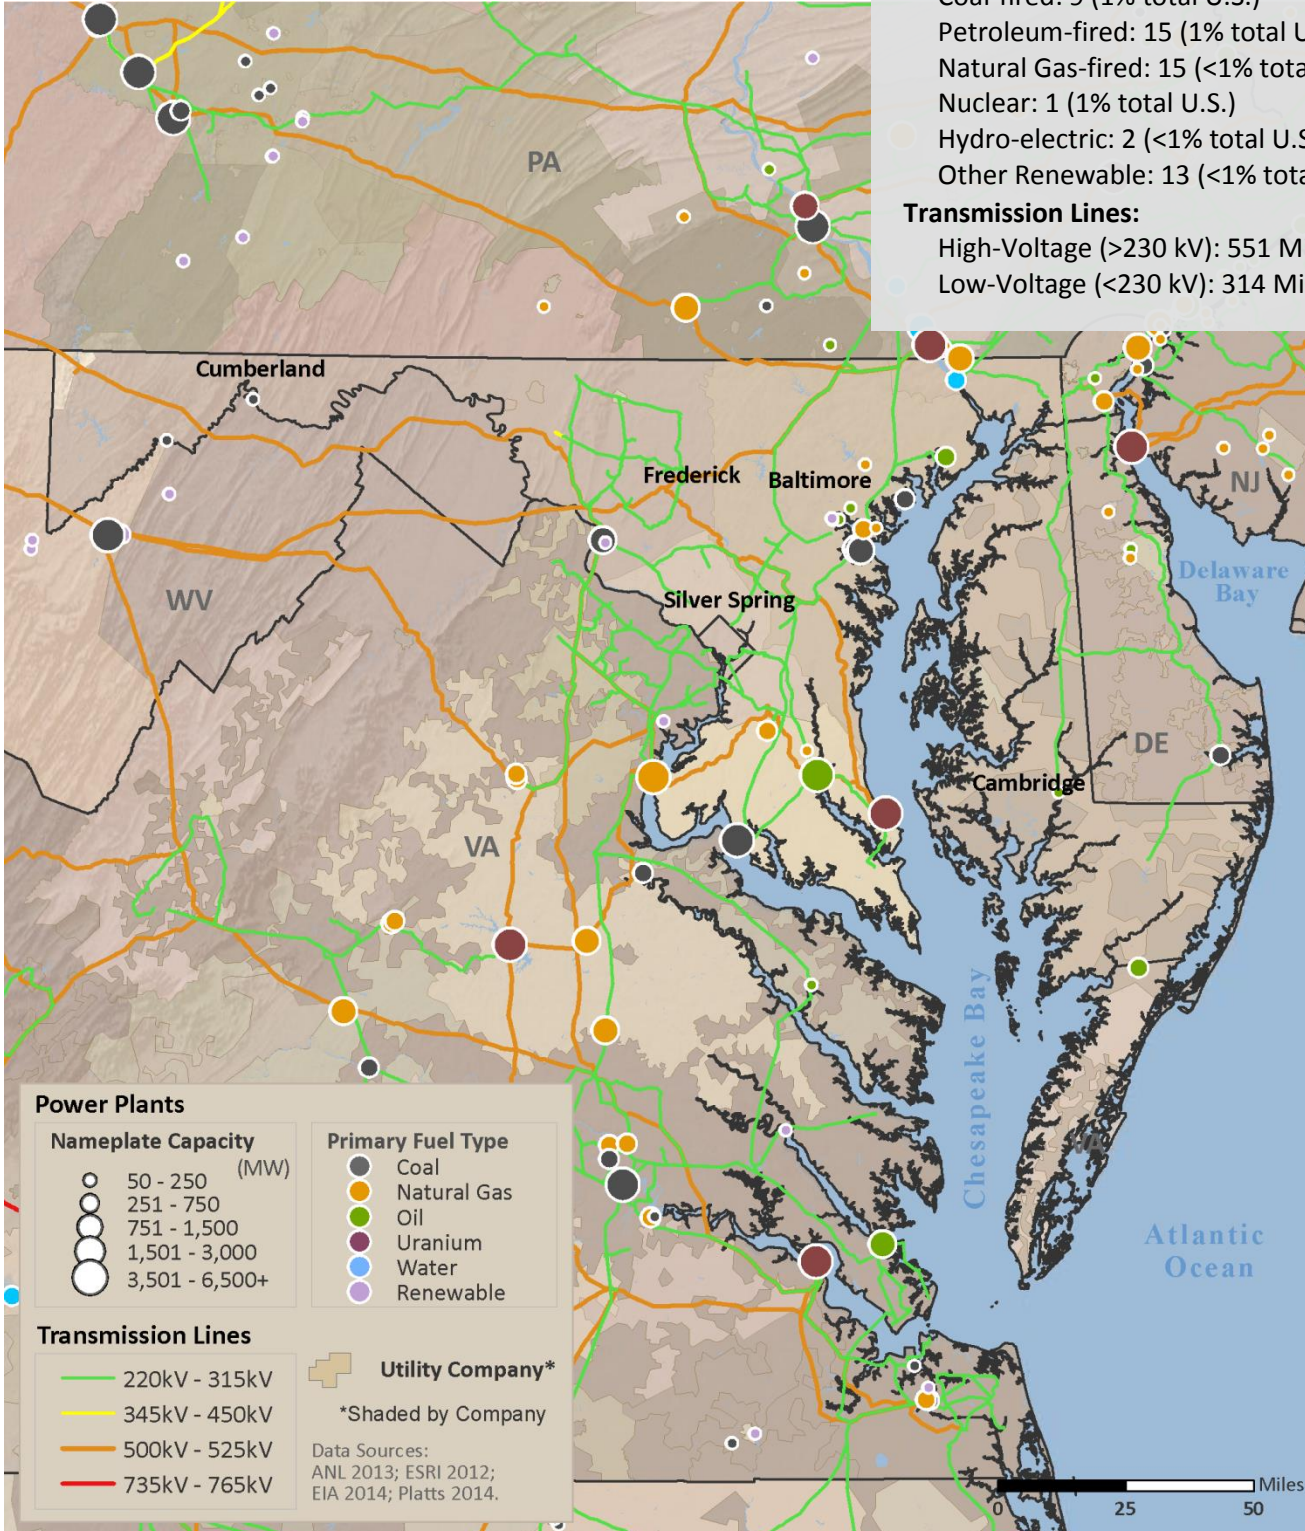 Petroleum-fired: 15 (1% total U
Natural Gas-fired: 15 (<1% tota
Nuclear: 1 (1% total U.S.)
Hydro-electric: 2 (<1% total U.S
Other Renewable: 13 (<1% tota
Transmission Lines:
High-Voltage (>230 kV): 551 M
Low-Voltage (<230 kV): 314 Mi
PA
Cumberland
Frederick
Baltimore
NJ
Delaware
Bay
WV
Silver Spring
DE
Cambridge
VA
Chesapeake Bay
VA
Atlantic
Ocean
Power Plants
Nameplate Capacity
(MW)
50 - 250
251 - 750
751 - 1,500
1,501 - 3,000
3,501 - 6,500+
Primary Fuel Type
Coal
Natural Gas
Oil
Uranium
Water
Renewable
Transmission Lines
220kV - 315kV
345kV - 450kV
500kV - 525kV
735kV - 765kV
Utility Company*
*Shaded by Company
Data Sources:
ANL 2013; ESRI 2012;
EIA 2014; Platts 2014.
Miles
0 25 50